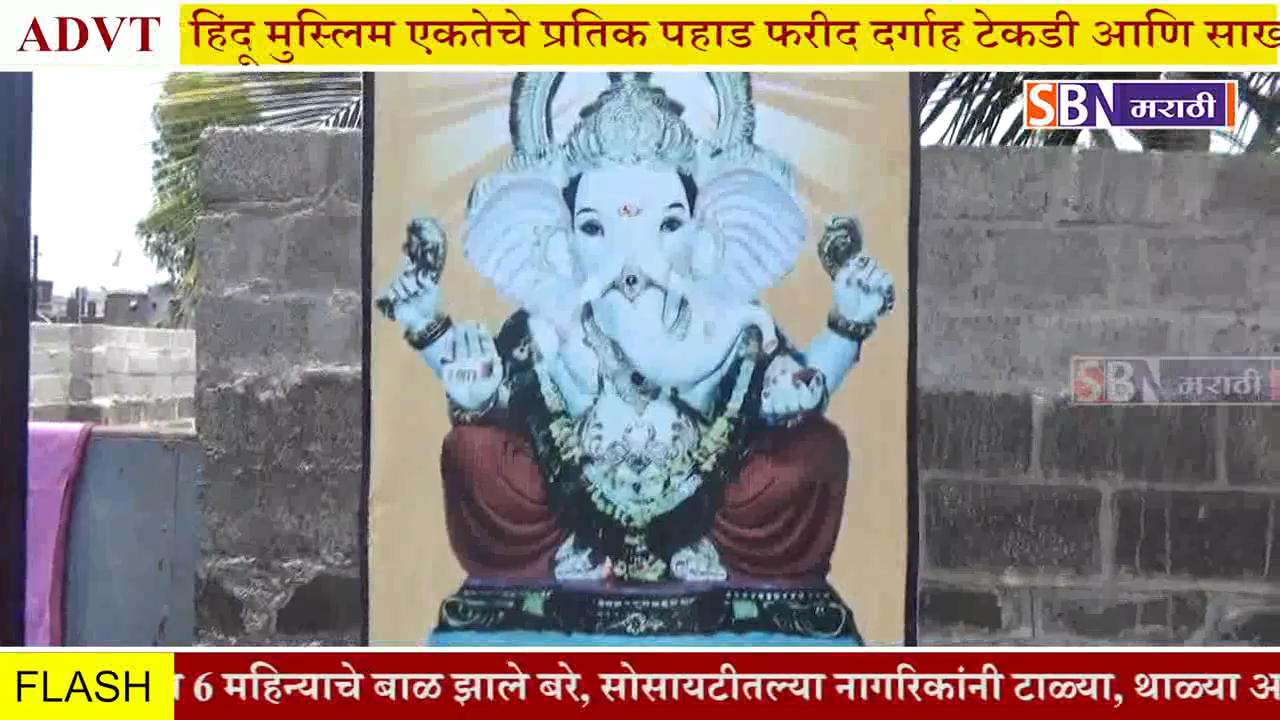 ADVT हिंदू मुस्लिम एकतेचे प्रतिक पहाड फरीद दर्गाह टेकडी आणि साख
SBN मराठी
SBN मराठी
FLASH 6 महिन्याचे बाळ झाले बरे, सोसायटीतल्या नागरिकांनी टाळ्या, थाळ्या